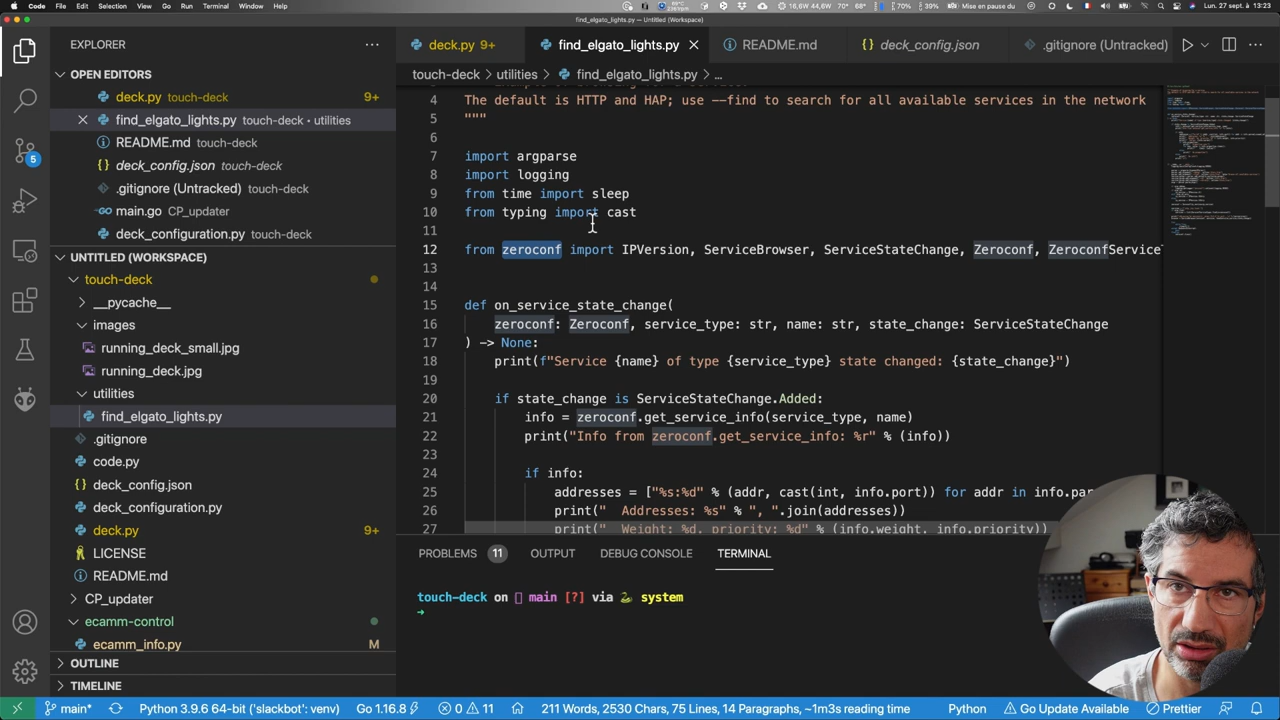 Code File Edit Selection View Go Run Terminal Window Help 16,6W 44,6W 70° 68° 70% 39% Mise en pause du Lun. 27 sept. à 13:23
find_elgato_lights.py — Untitled (Workspace)
EXPLORER
deck.py 9+ find_elgato_lights.py README.md deck_config.json .gitignore (Untracked)
touch-deck > utilities > find_elgato_lights.py > ...
OPEN EDITORS
deck.py touch-deck 9+
find_elgato_lights.py touch-deck • utilities
README.md touch-deck
deck_config.json touch-deck
.gitignore (Untracked) touch-deck
main.go CP_updater
deck_configuration.py touch-deck
UNTITLED (WORKSPACE)
touch-deck
__pycache__
images
running_deck_small.jpg
running_deck.jpg
utilities
find_elgato_lights.py
.gitignore
code.py
deck_config.json
deck_configuration.py
deck.py 9+
LICENSE
README.md
CP_updater
ecamm-control
ecamm_info.py M
OUTLINE
TIMELINE
5
4 The default is HTTP and HAP; use --find to search for all available services in the network
5 """
6
7 import argparse
8 import logging
9 from time import sleep
10 from typing import cast
11
12 from zeroconf import IPVersion, ServiceBrowser, ServiceStateChange, Zeroconf, ZeroconfService
13
14
15 def on_service_state_change(
16 zeroconf: Zeroconf, service_type: str, name: str, state_change: ServiceStateChange
17 ) -> None:
18 print(f"Service {name} of type {service_type} state changed: {state_change}")
19
20 if state_change is ServiceStateChange.Added:
21 info = zeroconf.get_service_info(service_type, name)
22 print("Info from zeroconf.get_service_info: %r" % (info))
23
24 if info:
25 addresses = ["%s:%d" % (addr, cast(int, info.port)) for addr in info.par
26 print("  Addresses: %s" % ", ".join(addresses))
27 print("  Weight: %d, priority: %d" % (info.weight, info.priority))
PROBLEMS 11 OUTPUT DEBUG CONSOLE TERMINAL
touch-deck on main [?] via 🐍 system
➜
main* Python 3.9.6 64-bit ('slackbot': venv) Go 1.16.8 0 11 211 Words, 2530 Chars, 75 Lines, 14 Paragraphs, ~1m3s reading time Python Go Update Available Prettier